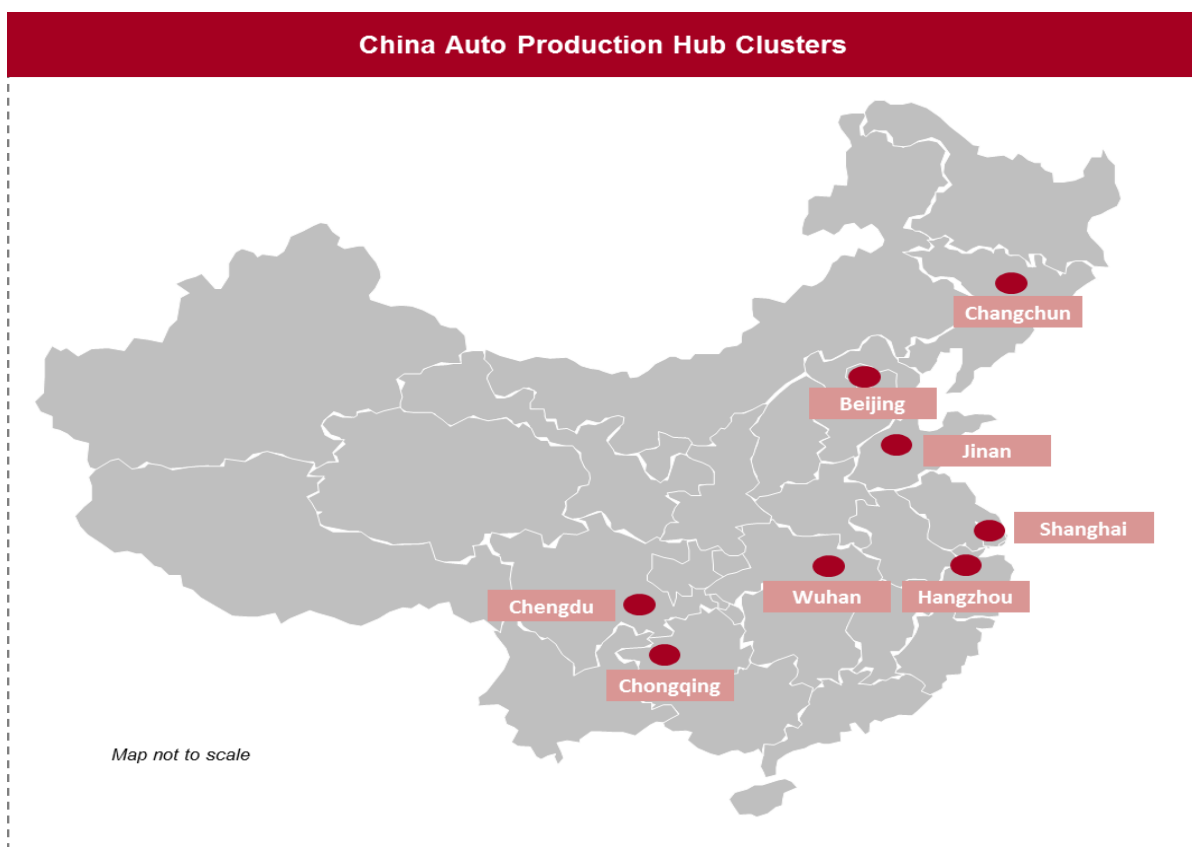 China Auto Production Hub Clusters
Changchun
Beijing
Jinan
Shanghai
Wuhan
Hangzhou
Chengdu
Chongqing
Map not to scale